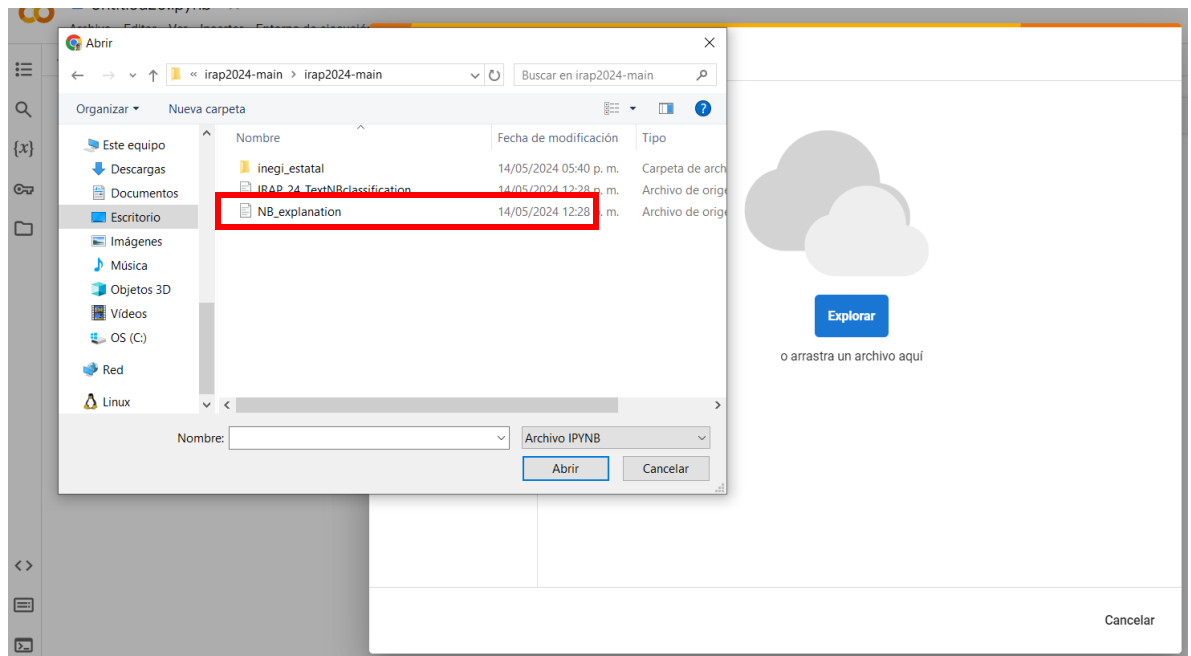 Abrir
« irap2024-main > irap2024-main
Buscar en irap2024-main
Organizar
Nueva carpeta
Nombre
Fecha de modificación
Tipo
Este equipo
Descargas
Documentos
Escritorio
Imágenes
Música
Objetos 3D
Vídeos
OS (C:)
Red
Linux
inegi_estatal
14/05/2024 05:40 p. m.
Carpeta de arch
IRAP_24_TextNBclassification
14/05/2024 12:28 p. m.
Archivo de orige
NB_explanation
14/05/2024 12:28 p. m.
Archivo de orige
Nombre:
Archivo IPYNB
Abrir
Cancelar
{x}
Explorar
o arrastra un archivo aquí
Cancelar